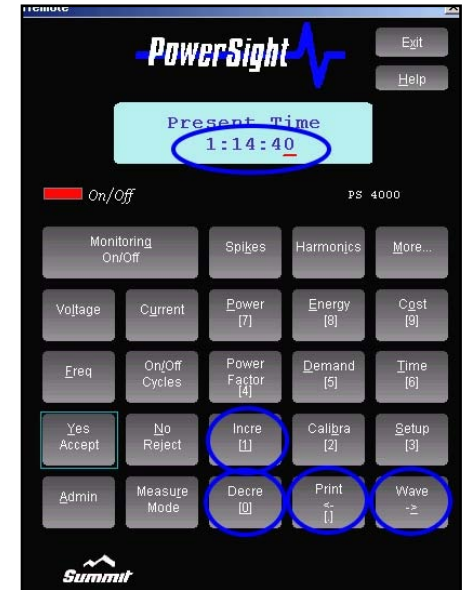 remote
PowerSight
Exit
Help
Present Time
1:14:40
On/Off
PS 4000
Monitoring On/Off
Spikes
Harmonics
More...
Voltage
Current
Power [7]
Energy [8]
Cost [9]
Freq
On/Off Cycles
Power Factor [4]
Demand [5]
Time [6]
Yes Accept
No Reject
Incre [1]
Calibra [2]
Setup [3]
Admin
Measure Mode
Decre [0]
Print <- []
Wave ->
Summit